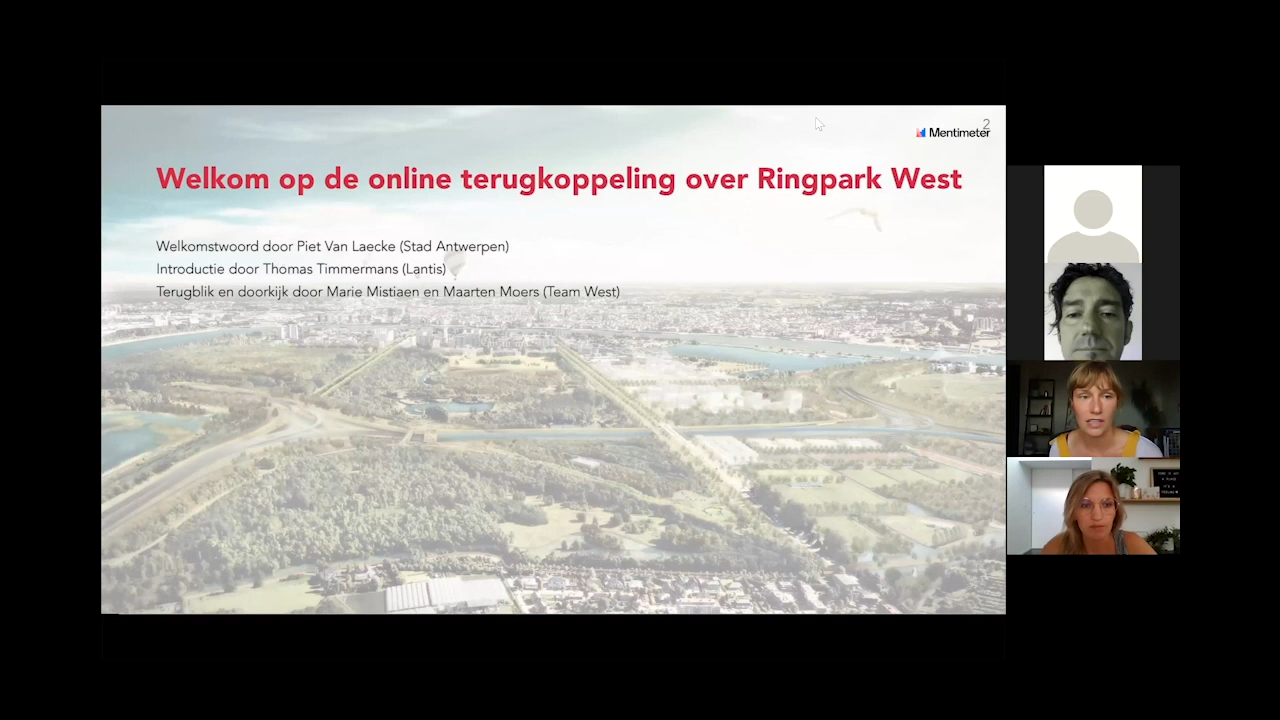 2
Mentimeter
Welkom op de online terugkoppeling over Ringpark West
Welkomstwoord door Piet Van Laecke (Stad Antwerpen)
Introductie door Thomas Timmermans (Lantis)
Terugblik en doorkijk door Marie Mistiaen en Maarten Moers (Team West)